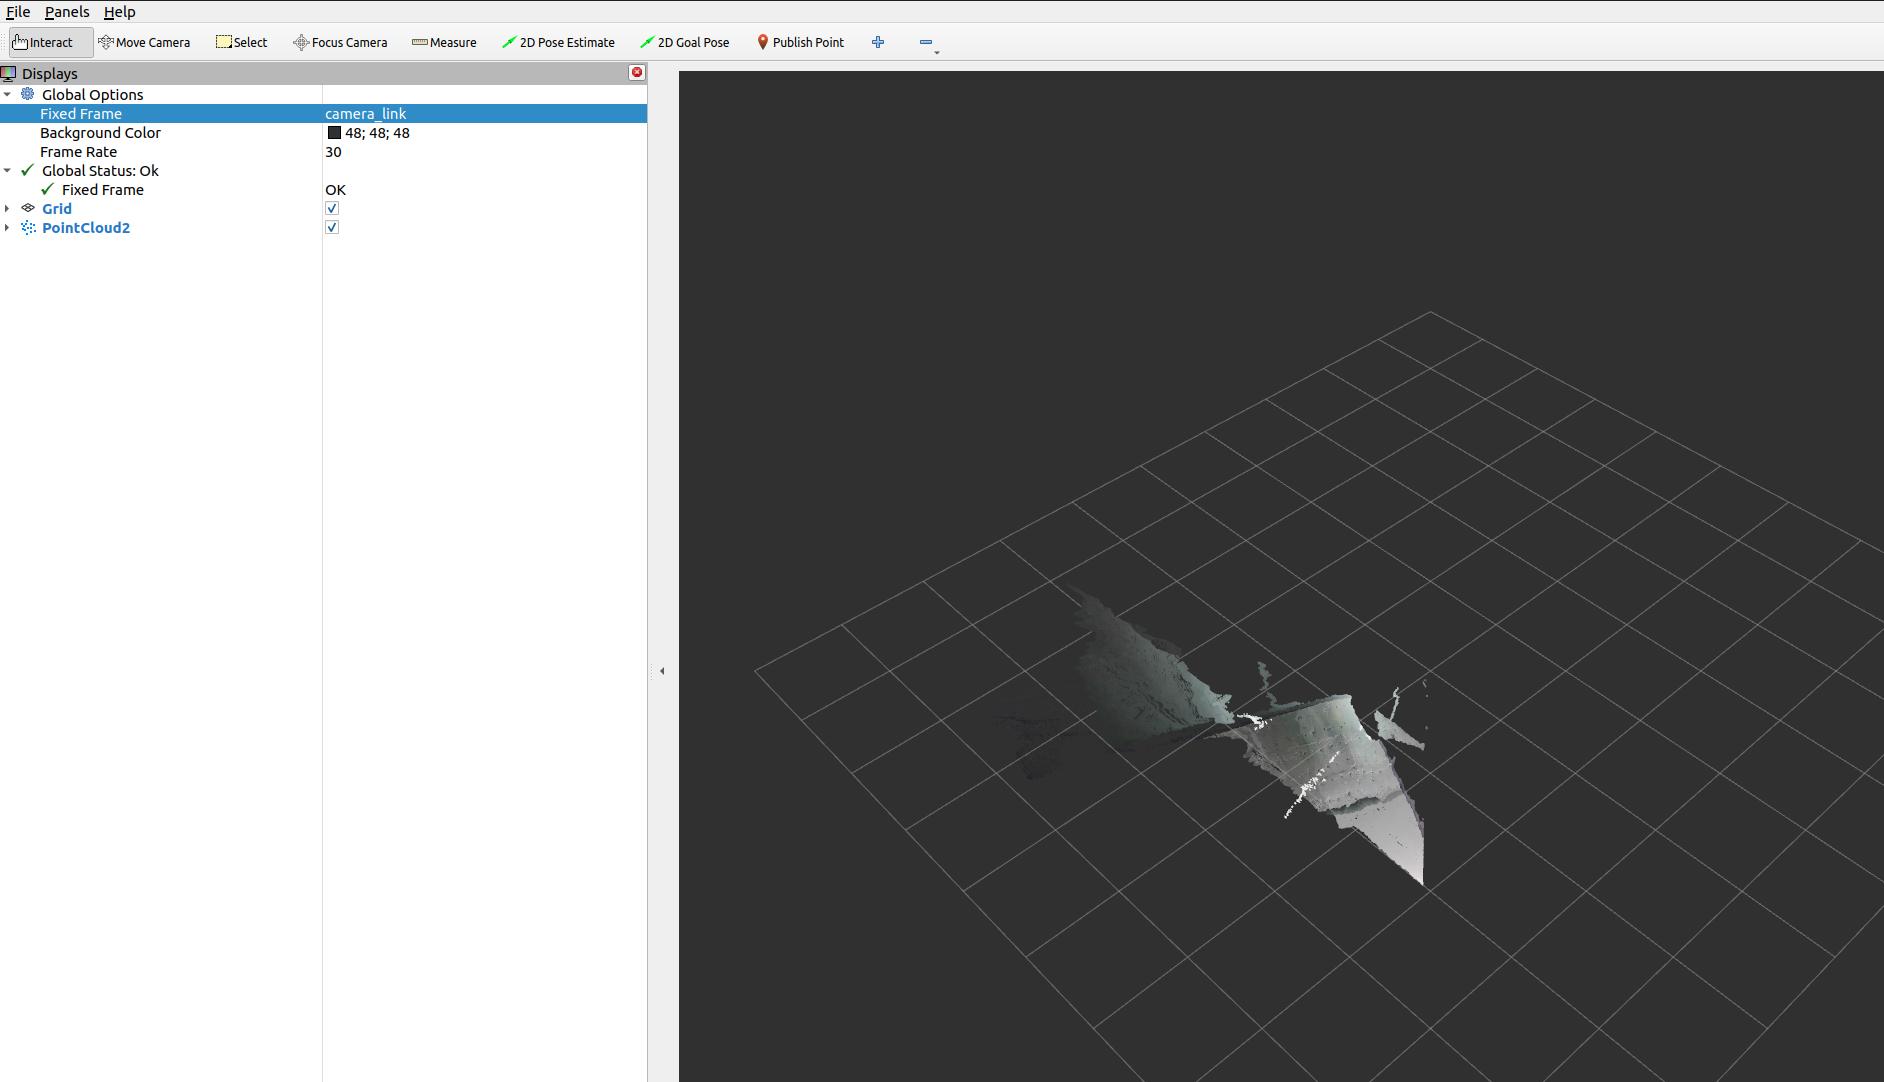 File Panels Help
Interact Move Camera Select Focus Camera Measure 2D Pose Estimate 2D Goal Pose Publish Point
Displays
Global Options
Fixed Frame camera_link
Background Color 48; 48; 48
Frame Rate 30
Global Status: Ok
Fixed Frame OK
Grid
PointCloud2